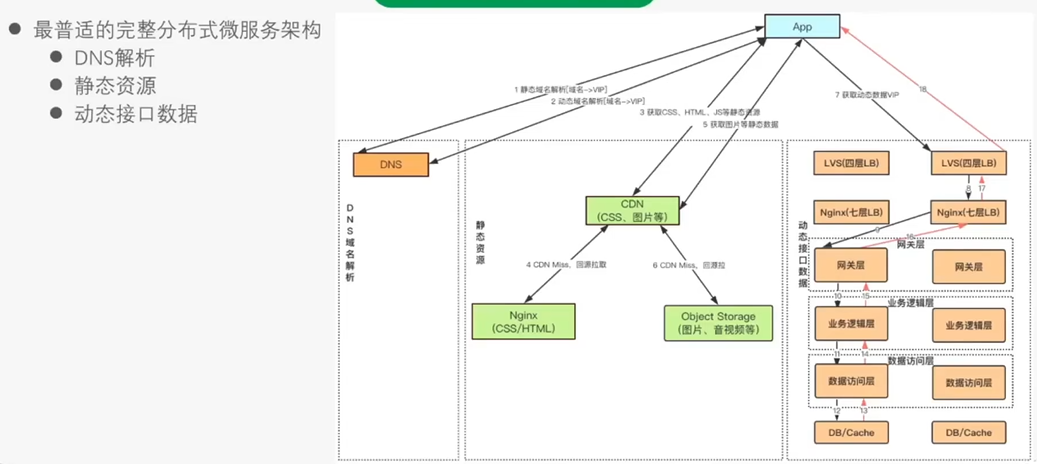 最普适的完整分布式微服务架构
DNS解析
静态资源
动态接口数据
App
1 静态域名解析[域名->VIP]
2 动态域名解析[域名->VIP]
3 获取CSS、HTML、JS等静态资源
5 获取图片等静态数据
7 获取动态数据VIP
18
DNS
DNS域名解析
静态资源
CDN
(CSS、图片等)
4 CDN Miss，回源拉取
6 CDN Miss，回源拉
Nginx
(CSS/HTML)
Object Storage
(图片、音视频等)
动态接口数据
LVS(四层LB)
LVS(四层LB)
8
17
Nginx(七层LB)
Nginx(七层LB)
9
16
网关层
网关层
网关层
10
15
业务逻辑层
业务逻辑层
业务逻辑层
11
14
数据访问层
数据访问层
数据访问层
12
13
DB/Cache
DB/Cache